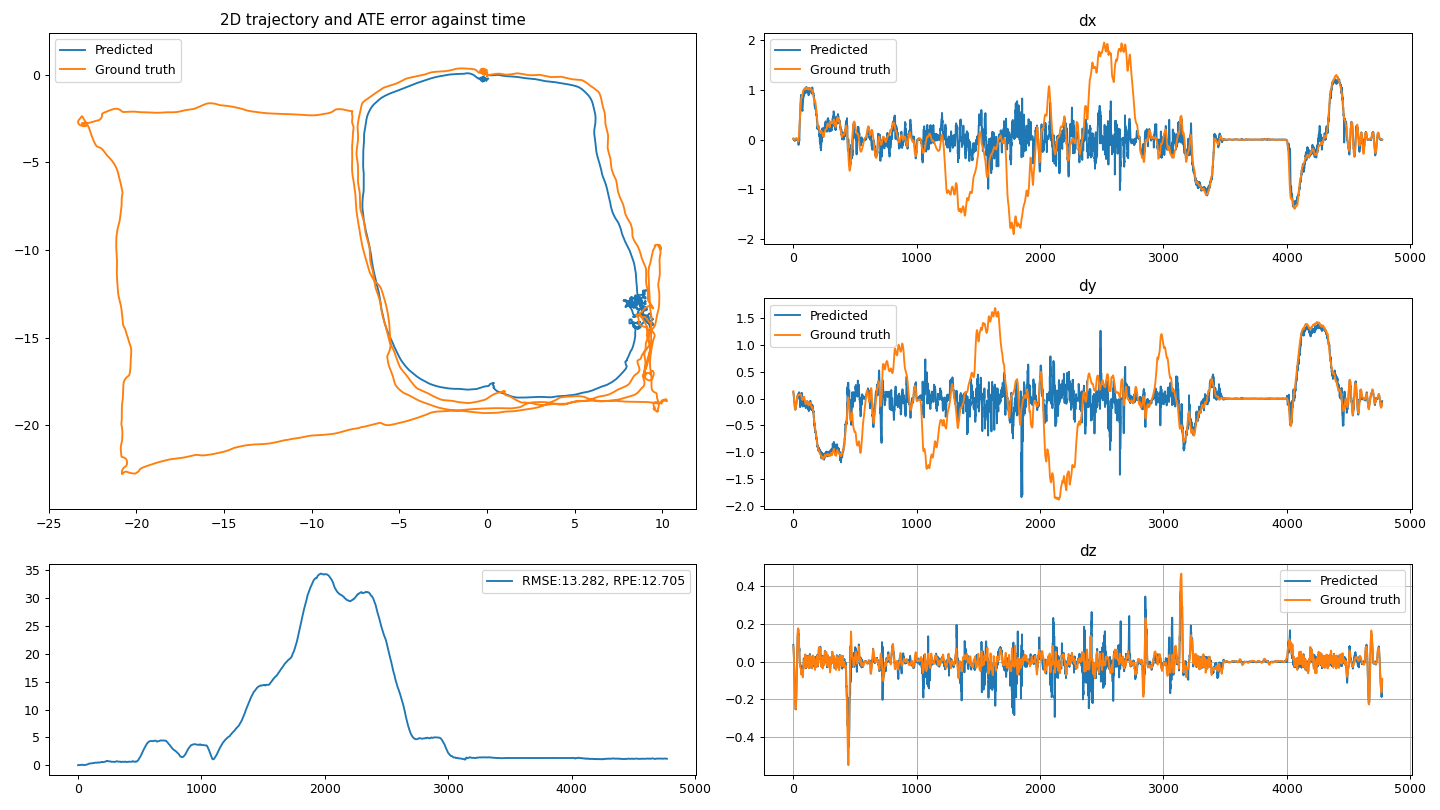 2D trajectory and ATE error against time
Predicted
Ground truth
0
−5
−10
−15
−20
−25 −20 −15 −10 −5 0 5 10
RMSE:13.282, RPE:12.705
35
30
25
20
15
10
5
0
0 1000 2000 3000 4000 5000
dx
Predicted
Ground truth
2
1
0
−1
−2
0 1000 2000 3000 4000 5000
dy
Predicted
Ground truth
1.5
1.0
0.5
0.0
−0.5
−1.0
−1.5
−2.0
0 1000 2000 3000 4000 5000
dz
Predicted
Ground truth
0.4
0.2
0.0
−0.2
−0.4
0 1000 2000 3000 4000 5000